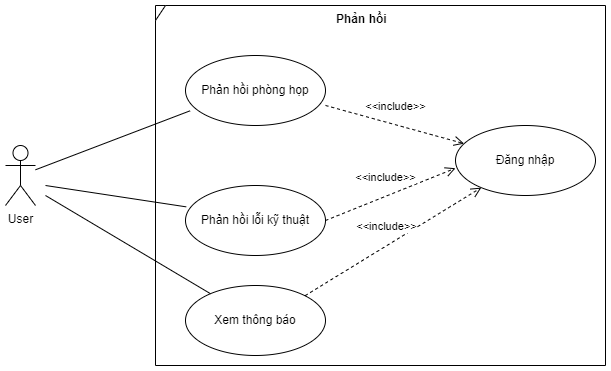 Phản hồi
Phản hồi phòng họp
<<include>>
Đăng nhập
<<include>>
User
Phản hồi lỗi kỹ thuật
<<include>>
Xem thông báo